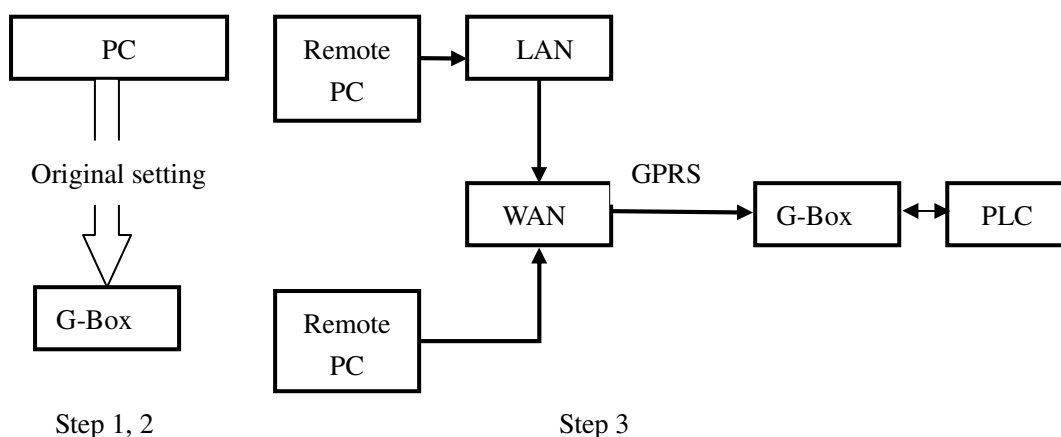 PC
Original setting
G-Box
Step 1, 2
Remote
PC
LAN
WAN
GPRS
G-Box
PLC
Remote
PC
Step 3